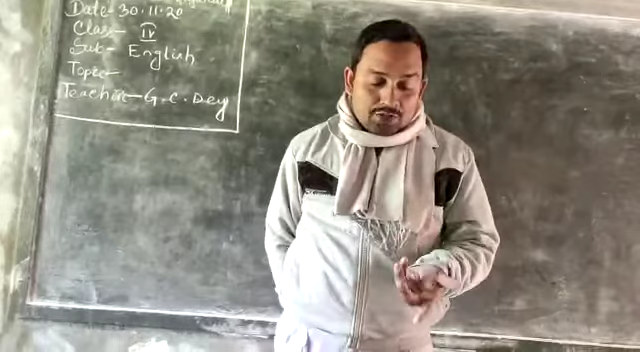 Date- 30.11.20
Class- IV
Sub- English
Topic-
Teacher- G.C. Dey